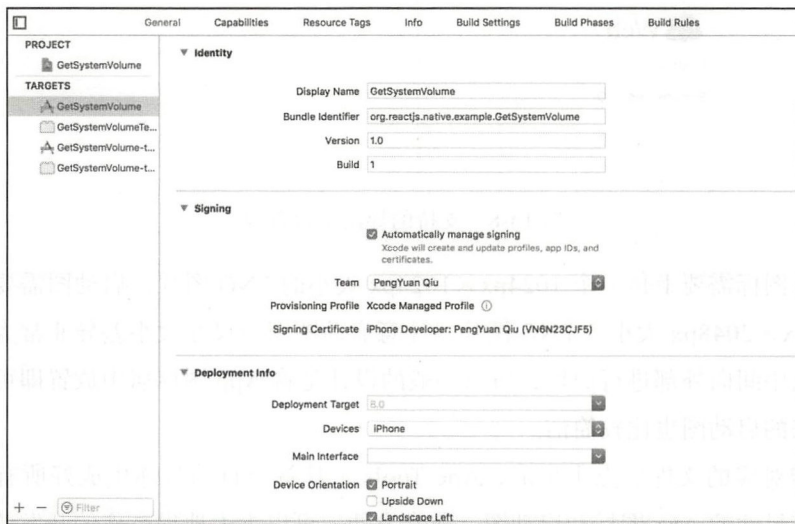 General Capabilities Resource Tags Info Build Settings Build Phases Build Rules
PROJECT
GetSystemVolume
TARGETS
GetSystemVolume
GetSystemVolumeTe...
GetSystemVolume-t...
GetSystemVolume-t...
Identity
Display Name GetSystemVolume
Bundle Identifier org.reactjs.native.example.GetSystemVolume
Version 1.0
Build 1
Signing
Automatically manage signing
Xcode will create and update profiles, app IDs, and
certificates.
Team PengYuan Qiu
Provisioning Profile Xcode Managed Profile
Signing Certificate iPhone Developer: PengYuan Qiu (VN6N23CJF5)
Deployment Info
Deployment Target 8.0
Devices iPhone
Main Interface
Device Orientation Portrait
Upside Down
Landscape Left
+ − Filter